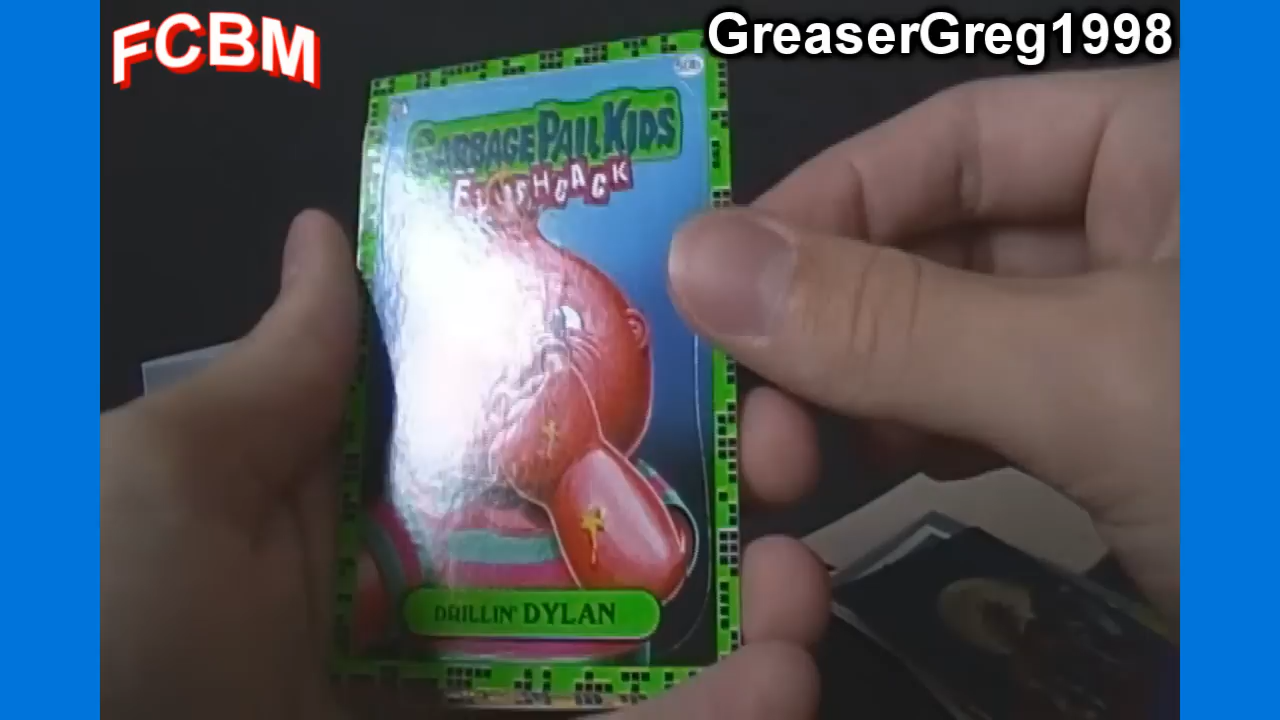 FCBM
GreaserGreg1998
GARBAGE PAIL KIDS
FLASHBACK
DRILLIN' DYLAN